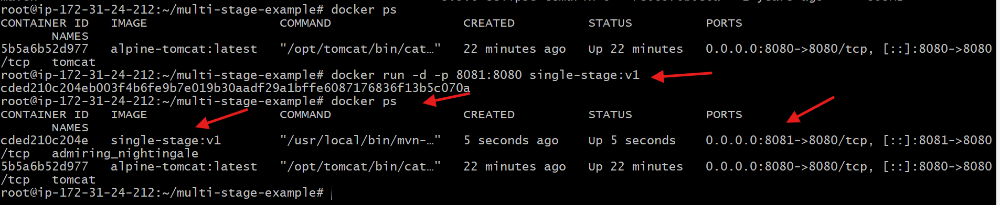 root@ip-172-31-24-212:~/multi-stage-example# docker ps
CONTAINER ID   IMAGE                  COMMAND                  CREATED          STATUS          PORTS
       NAMES
5b5a6b52d977   alpine-tomcat:latest   "/opt/tomcat/bin/cat…"   22 minutes ago   Up 22 minutes   0.0.0.0:8080->8080/tcp, [::]:8080->8080
/tcp   tomcat
root@ip-172-31-24-212:~/multi-stage-example# docker run -d -p 8081:8080 single-stage:v1
cded210c204eb003f4b6fe9b7e019b30aadf29a1bffe6087176836f13b5c070a
root@ip-172-31-24-212:~/multi-stage-example# docker ps
CONTAINER ID   IMAGE                  COMMAND                  CREATED          STATUS          PORTS
       NAMES
cded210c204e   single-stage:v1        "/usr/local/bin/mvn-…"   5 seconds ago    Up 5 seconds    0.0.0.0:8081->8080/tcp, [::]:8081->8080
/tcp   admiring_nightingale
5b5a6b52d977   alpine-tomcat:latest   "/opt/tomcat/bin/cat…"   22 minutes ago   Up 22 minutes   0.0.0.0:8080->8080/tcp, [::]:8080->8080
/tcp   tomcat
root@ip-172-31-24-212:~/multi-stage-example#